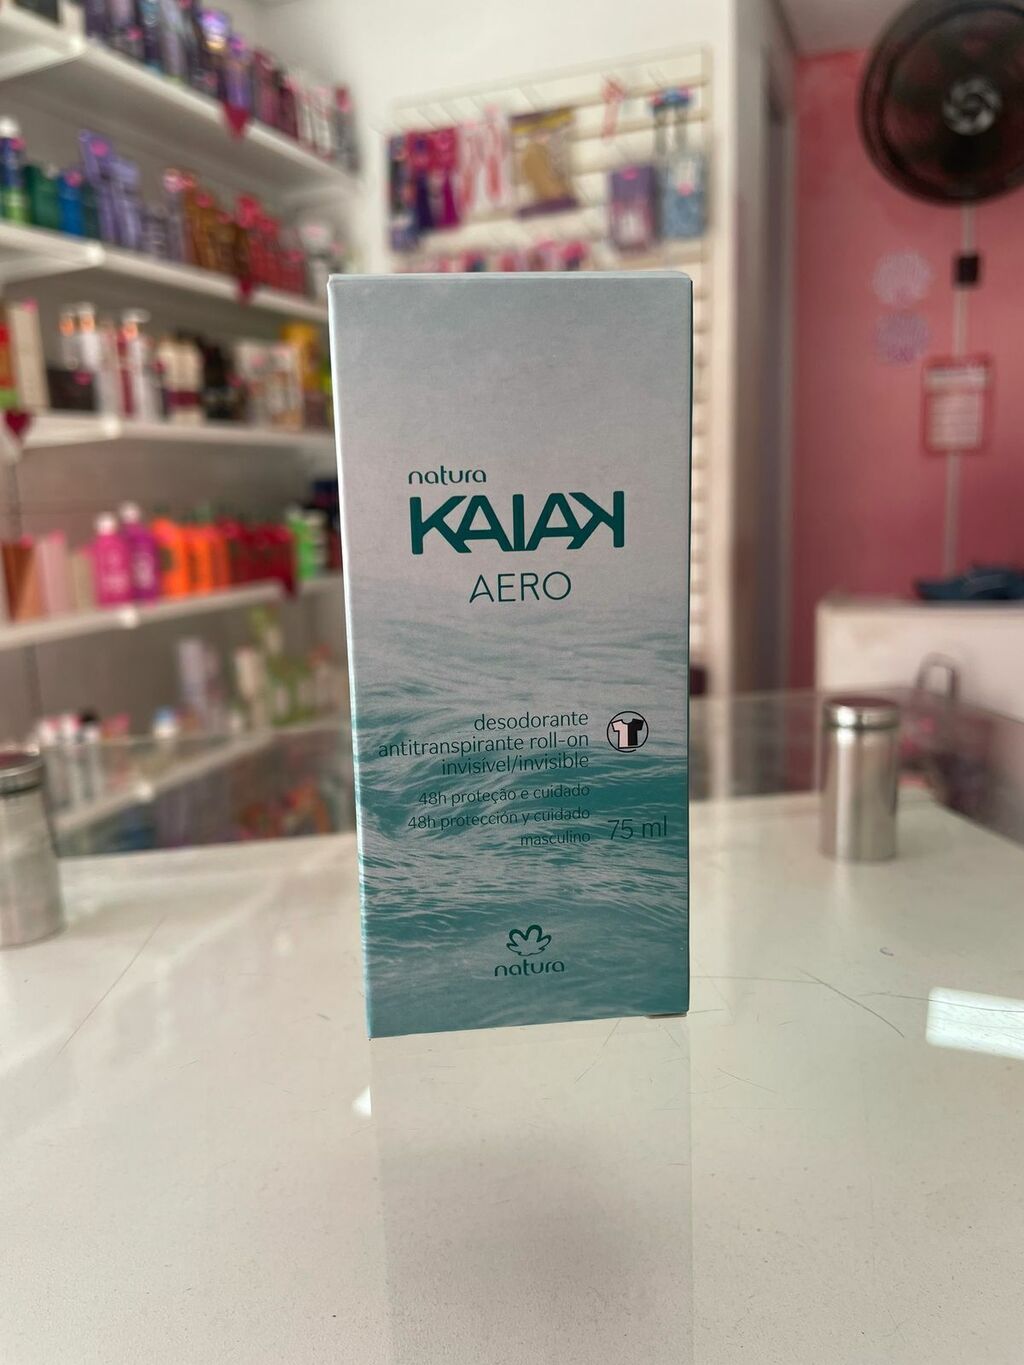 natura
KAIAK
AERO
desodorante
antitranspirante roll-on
invisível/invisible
48h proteção e cuidado
48h protección y cuidado
masculino
75 ml
natura